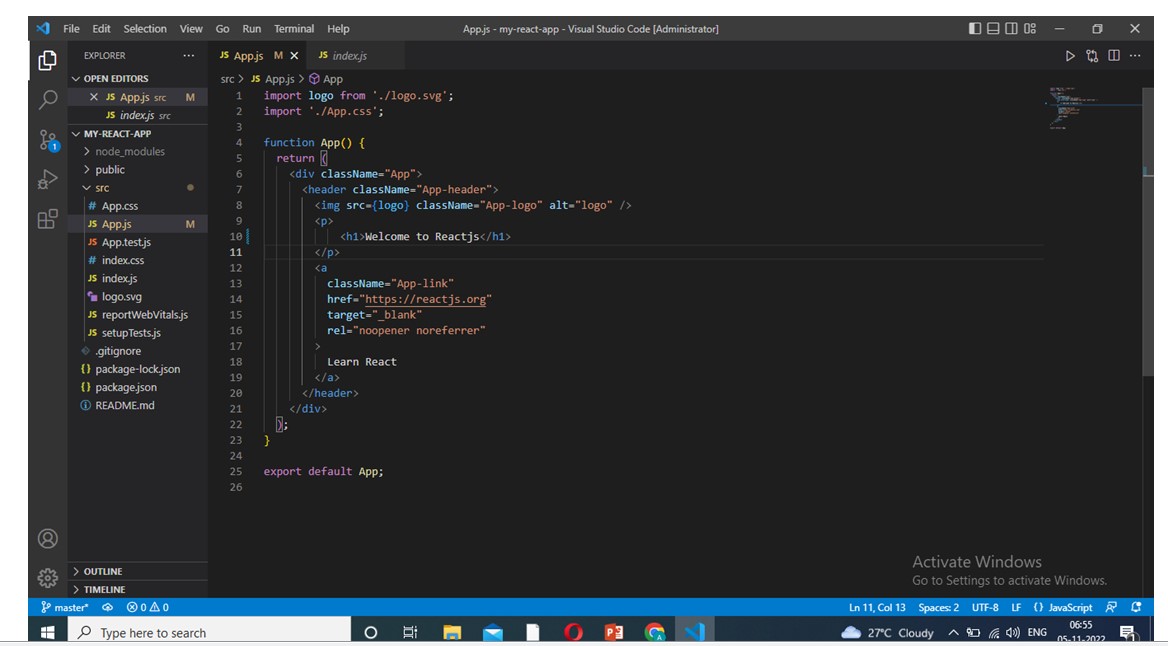 File Edit Selection View Go Run Terminal Help App.js - my-react-app - Visual Studio Code [Administrator]
EXPLORER ···
OPEN EDITORS
JS App.js src M
JS index.js src
MY-REACT-APP
> node_modules
> public
src
# App.css
JS App.js M
JS App.test.js
# index.css
JS index.js
logo.svg
JS reportWebVitals.js
JS setupTests.js
.gitignore
{} package-lock.json
{} package.json
README.md
> OUTLINE
> TIMELINE
1
JS App.js M
JS index.js
src > JS App.js > App
1 import logo from './logo.svg';
2 import './App.css';
3
4 function App() {
5 return (
6 <div className="App">
7 <header className="App-header">
8 <img src={logo} className="App-logo" alt="logo" />
9 <p>
10 <h1>Welcome to Reactjs</h1>
11 </p>
12 <a
13 className="App-link"
14 href="https://reactjs.org"
15 target="_blank"
16 rel="noopener noreferrer"
17 >
18 Learn React
19 </a>
20 </header>
21 </div>
22 );
23 }
24
25 export default App;
26
Activate Windows
Go to Settings to activate Windows.
master* 0 0 Ln 11, Col 13 Spaces: 2 UTF-8 LF {} JavaScript
Type here to search 27°C Cloudy ENG 06:55
05-11-2022